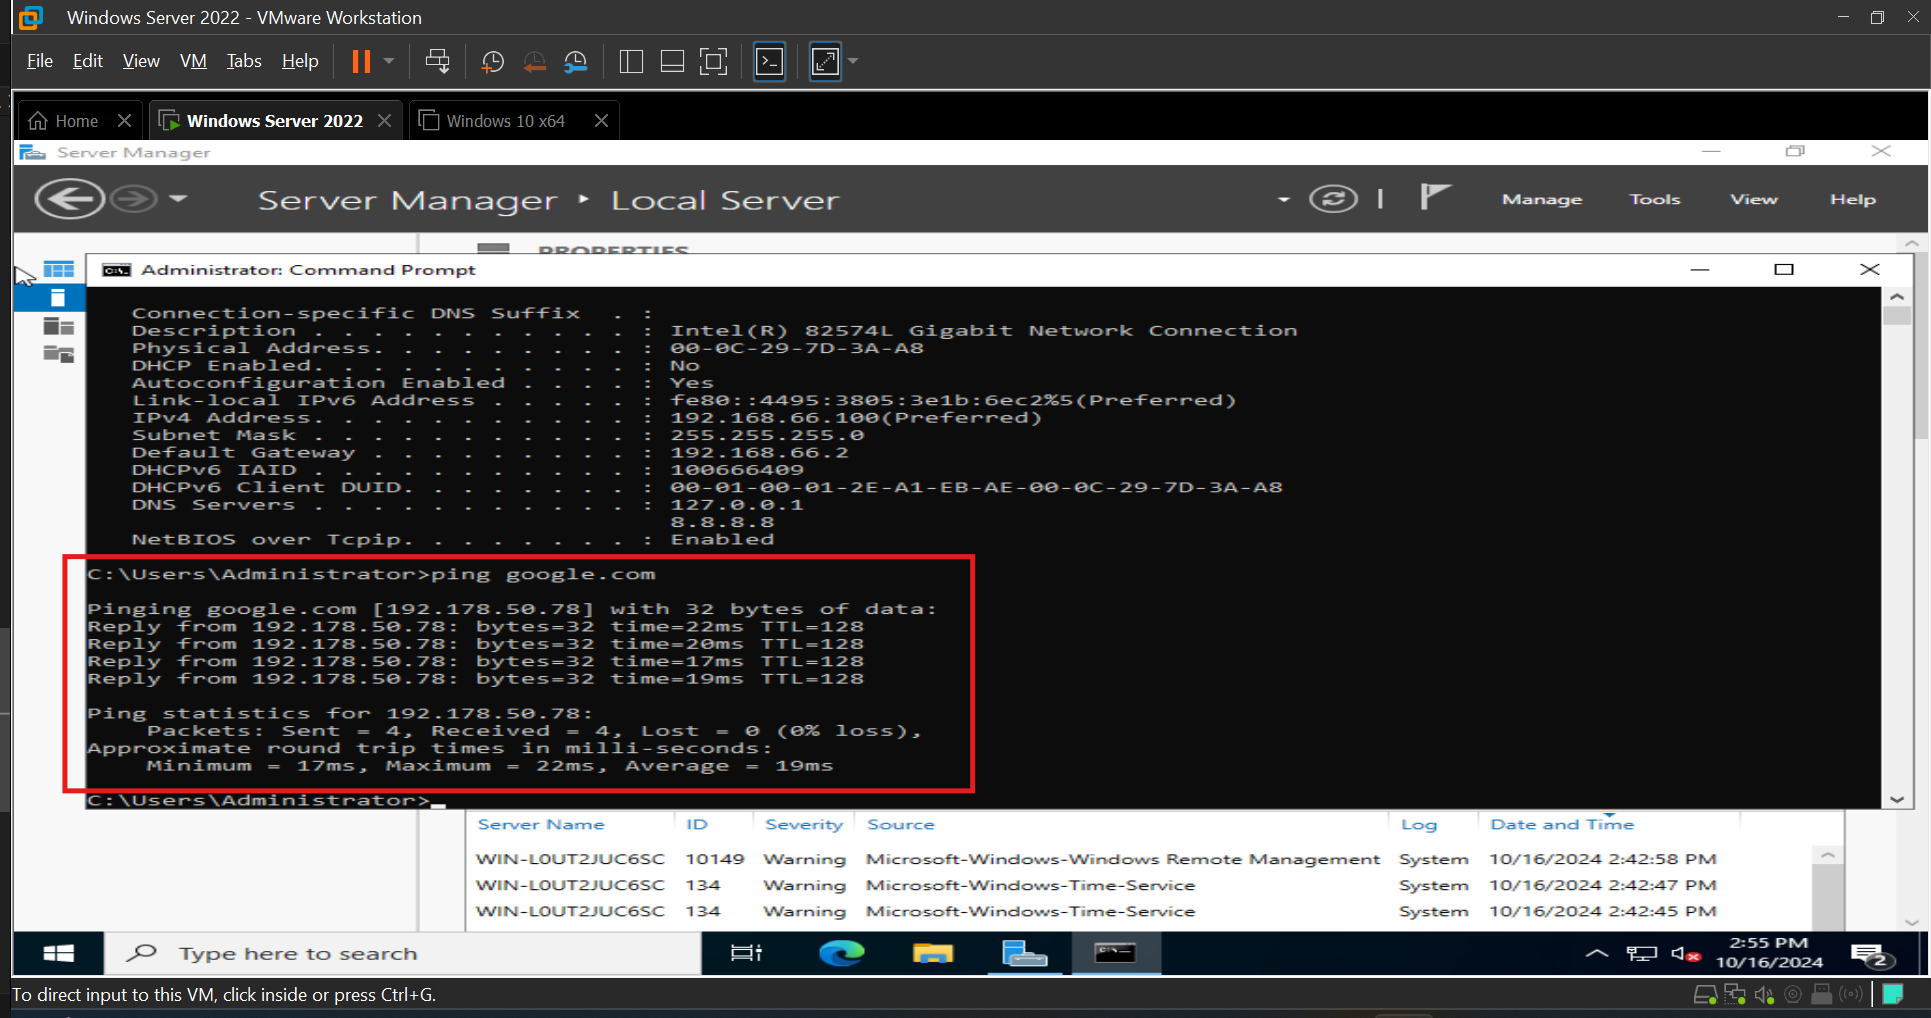 Windows Server 2022 - VMware Workstation
File Edit View VM Tabs Help
Home Windows Server 2022 Windows 10 x64
Server Manager
Server Manager Local Server Manage Tools View Help
PROPERTIES
Administrator: Command Prompt
Connection-specific DNS Suffix  . :
Description . . . . . . . . . . . : Intel(R) 82574L Gigabit Network Connection
Physical Address. . . . . . . . . : 00-0C-29-7D-3A-A8
DHCP Enabled. . . . . . . . . . . : No
Autoconfiguration Enabled . . . . : Yes
Link-local IPv6 Address . . . . . : fe80::4495:3805:3e1b:6ec2%5(Preferred)
IPv4 Address. . . . . . . . . . . : 192.168.66.100(Preferred)
Subnet Mask . . . . . . . . . . . : 255.255.255.0
Default Gateway . . . . . . . . . : 192.168.66.2
DHCPv6 IAID . . . . . . . . . . . : 100666409
DHCPv6 Client DUID. . . . . . . . : 00-01-00-01-2E-A1-EB-AE-00-0C-29-7D-3A-A8
DNS Servers . . . . . . . . . . . : 127.0.0.1
8.8.8.8
NetBIOS over Tcpip. . . . . . . . : Enabled
C:\Users\Administrator>ping google.com
Pinging google.com [192.178.50.78] with 32 bytes of data:
Reply from 192.178.50.78: bytes=32 time=22ms TTL=128
Reply from 192.178.50.78: bytes=32 time=20ms TTL=128
Reply from 192.178.50.78: bytes=32 time=17ms TTL=128
Reply from 192.178.50.78: bytes=32 time=19ms TTL=128
Ping statistics for 192.178.50.78:
Packets: Sent = 4, Received = 4, Lost = 0 (0% loss),
Approximate round trip times in milli-seconds:
Minimum = 17ms, Maximum = 22ms, Average = 19ms
C:\Users\Administrator>_
Server Name ID Severity Source Log Date and Time
WIN-L0UT2JUC6SC 10149 Warning Microsoft-Windows-Windows Remote Management System 10/16/2024 2:42:58 PM
WIN-L0UT2JUC6SC 134 Warning Microsoft-Windows-Time-Service System 10/16/2024 2:42:47 PM
WIN-L0UT2JUC6SC 134 Warning Microsoft-Windows-Time-Service System 10/16/2024 2:42:45 PM
Type here to search
2:55 PM
10/16/2024
2
To direct input to this VM, click inside or press Ctrl+G.